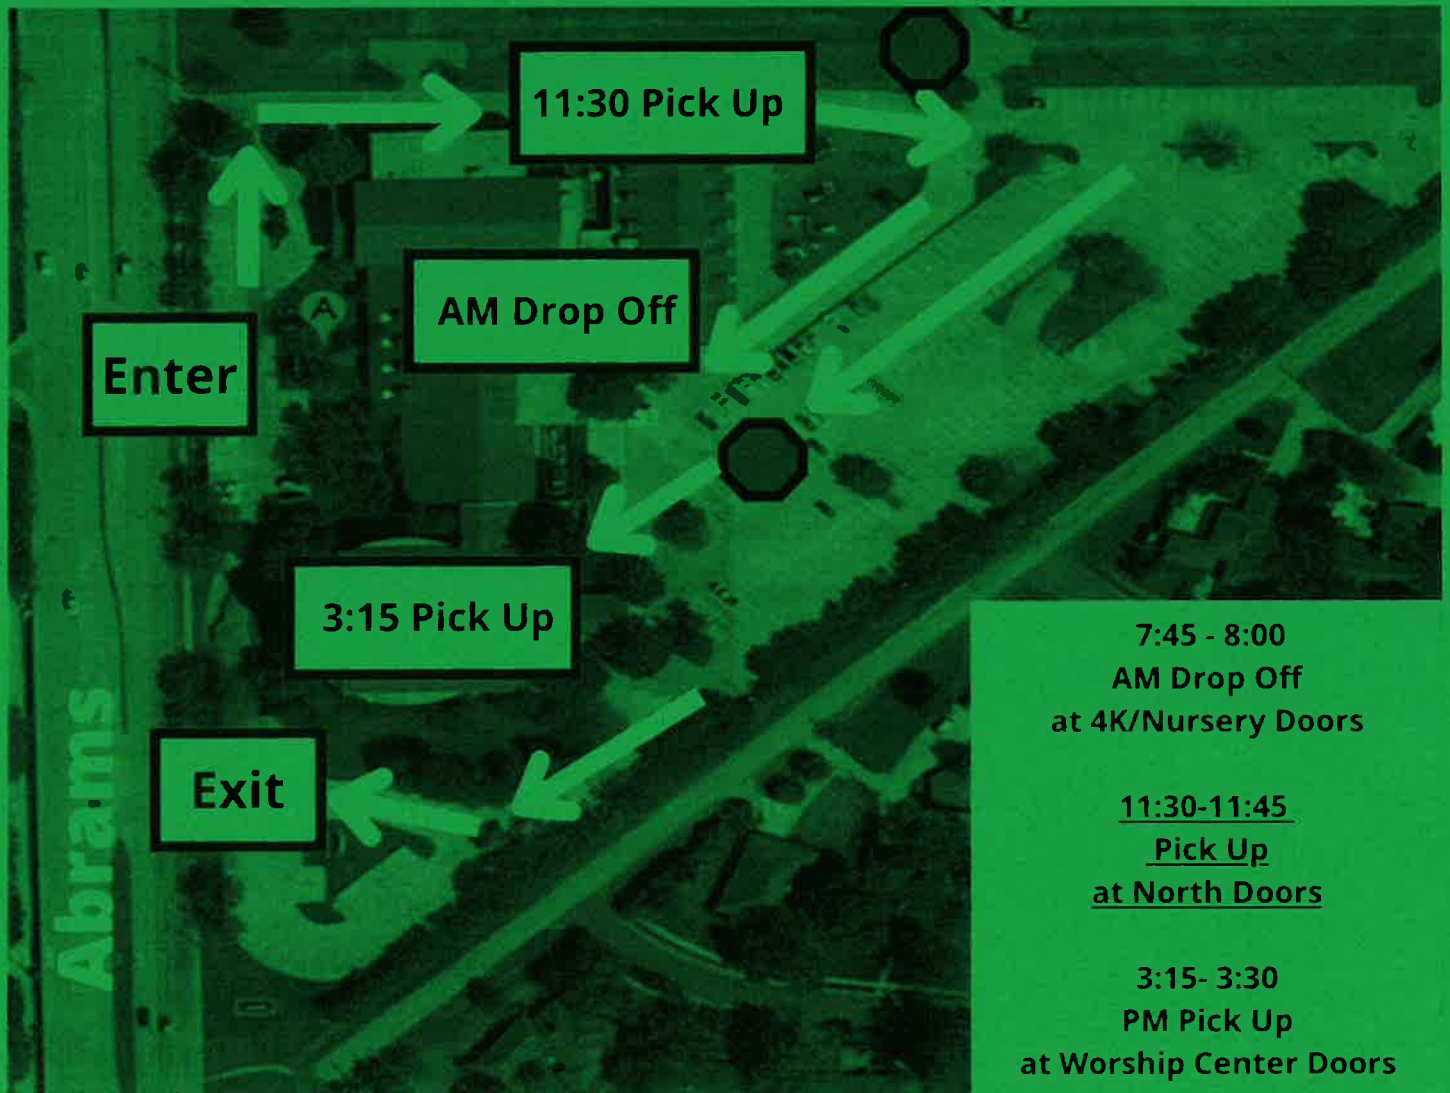 11:30 Pick Up
AM Drop Off
A
Enter
3:15 Pick Up
Exit
Abrams
7:45 - 8:00
AM Drop Off
at 4K/Nursery Doors
11:30-11:45
Pick Up
at North Doors
3:15- 3:30
PM Pick Up
at Worship Center Doors